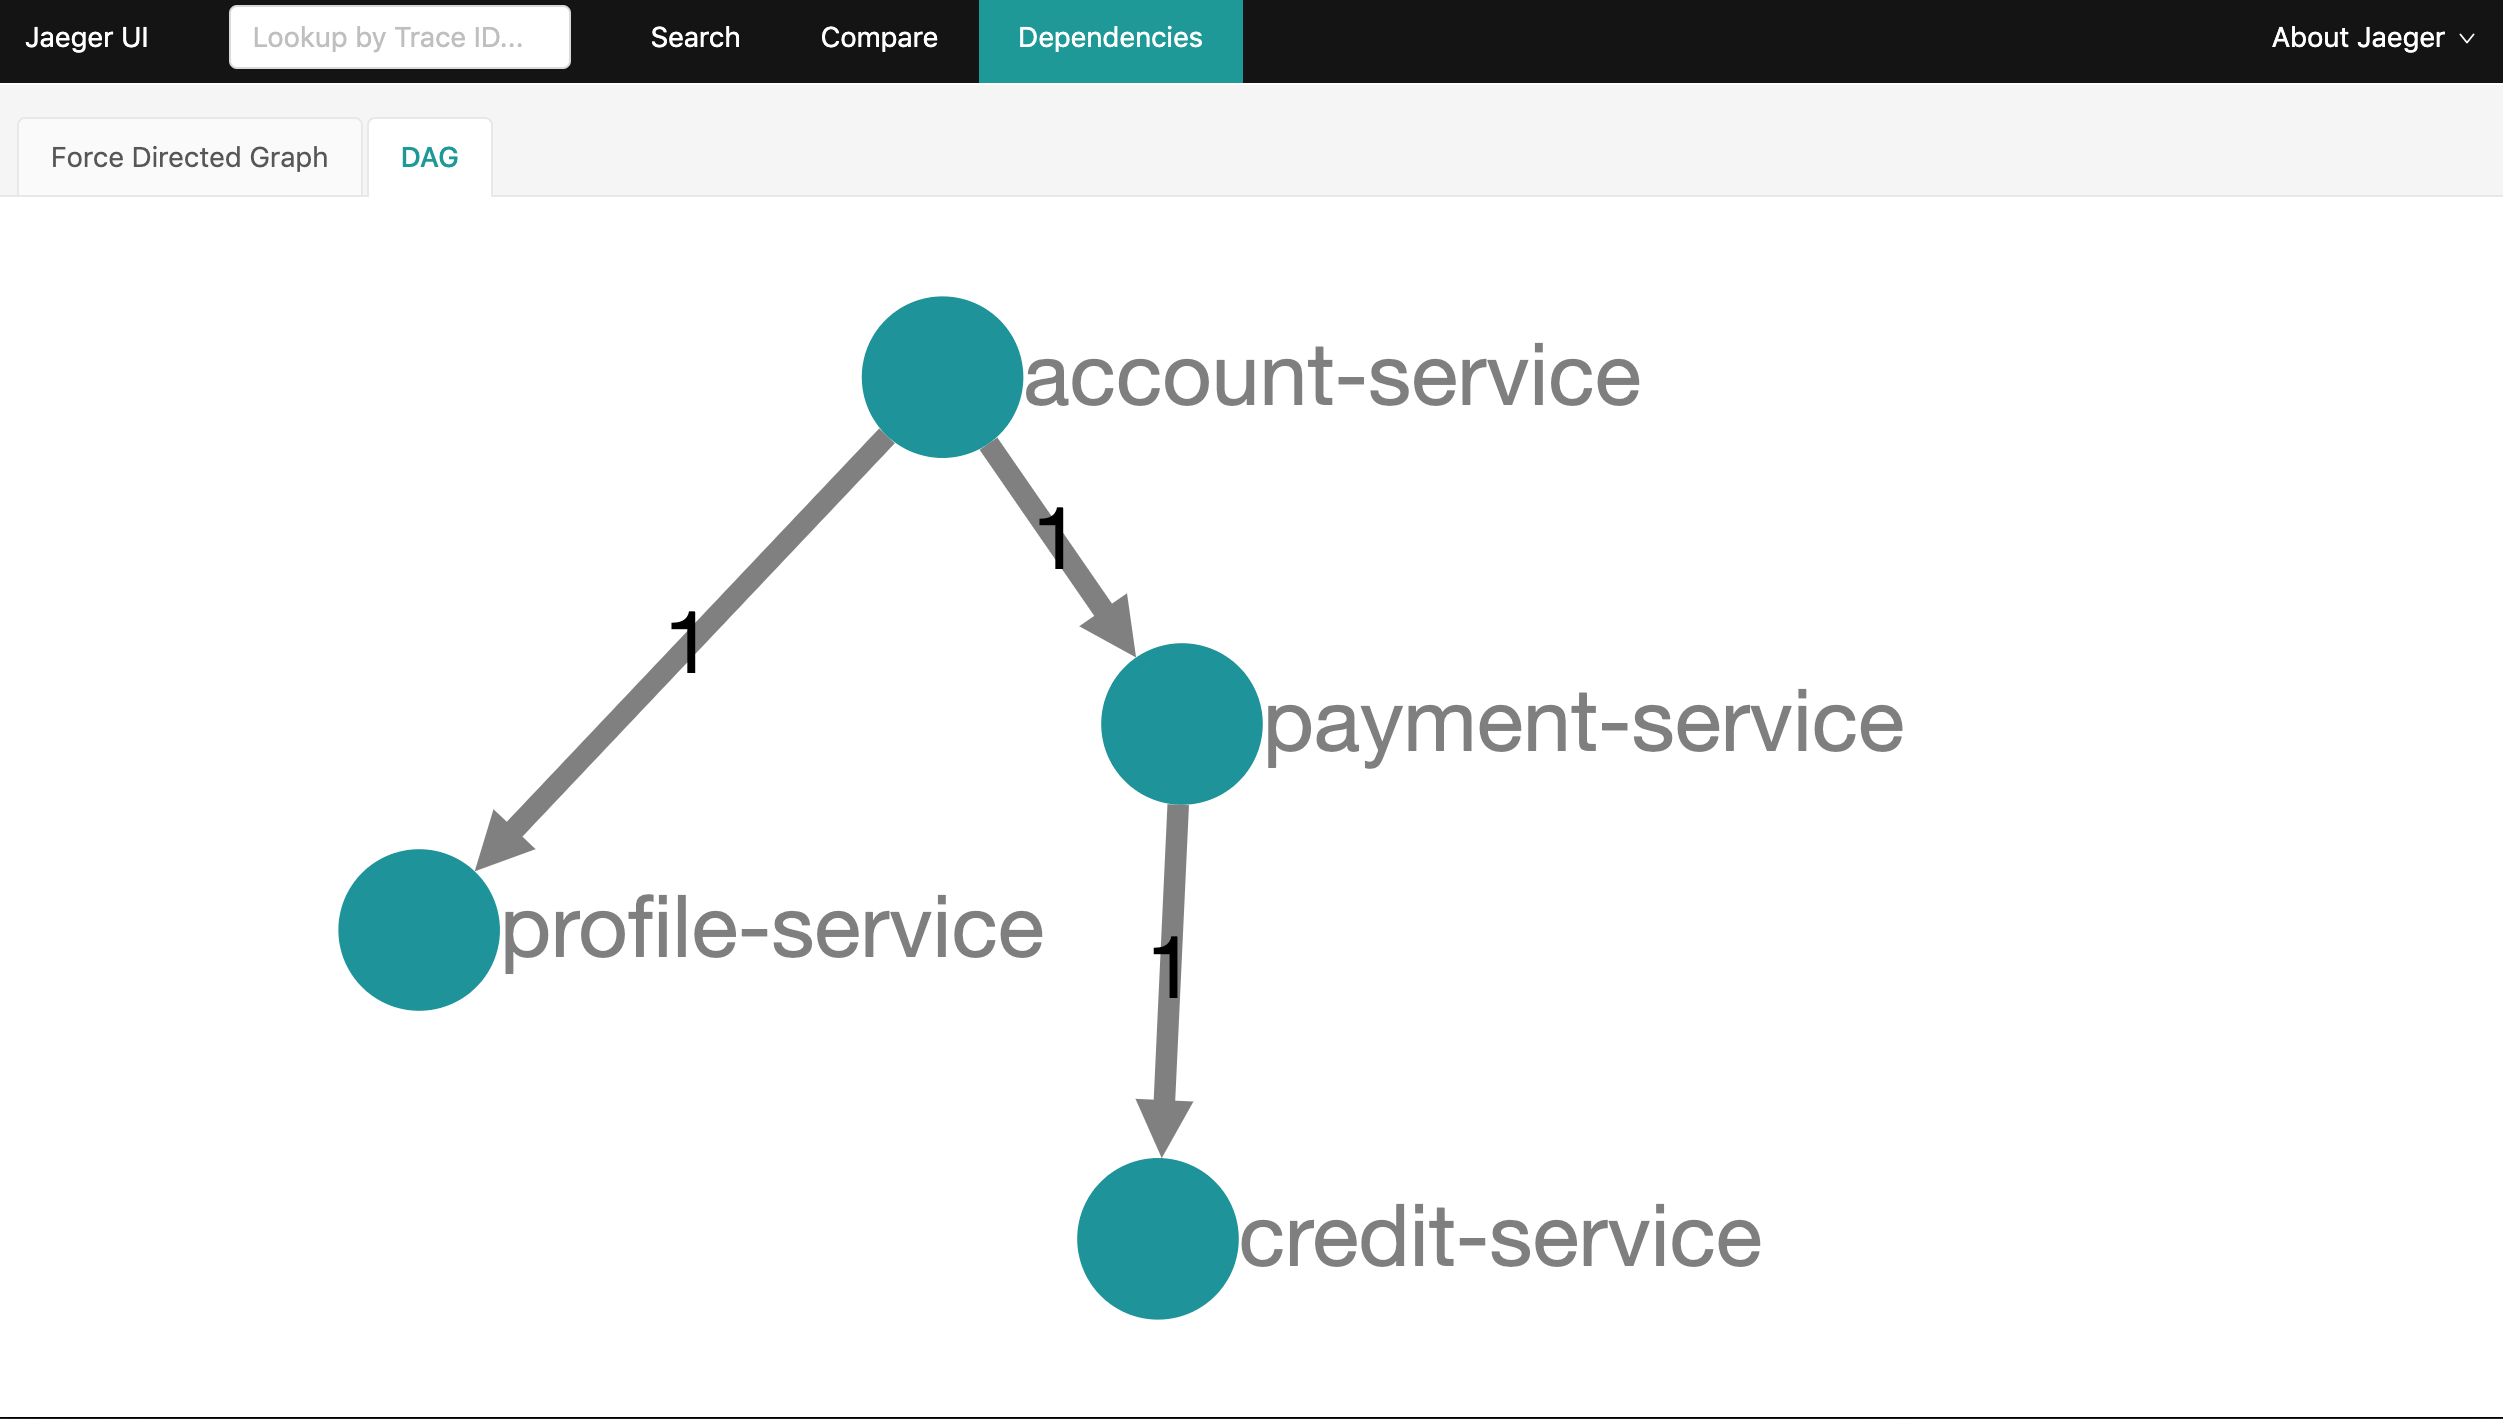 Jaeger UI Lookup by Trace ID... Search Compare Dependencies About Jaeger
Force Directed Graph DAG
account-service
1
1
payment-service
profile-service
1
credit-service